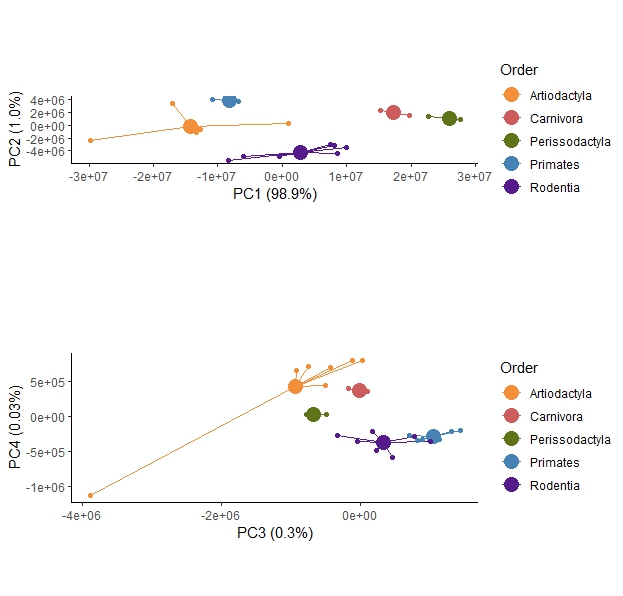 Order
Artiodactyla
Carnivora
Perissodactyla
Primates
Rodentia
PC2 (1.0%)
4e+06
2e+06
0e+00
-2e+06
-4e+06
-3e+07 -2e+07 -1e+07 0e+00 1e+07 2e+07 3e+07
PC1 (98.9%)
Order
Artiodactyla
Carnivora
Perissodactyla
Primates
Rodentia
PC4 (0.03%)
5e+05
0e+00
-5e+05
-1e+06
-4e+06 -2e+06 0e+00
PC3 (0.3%)